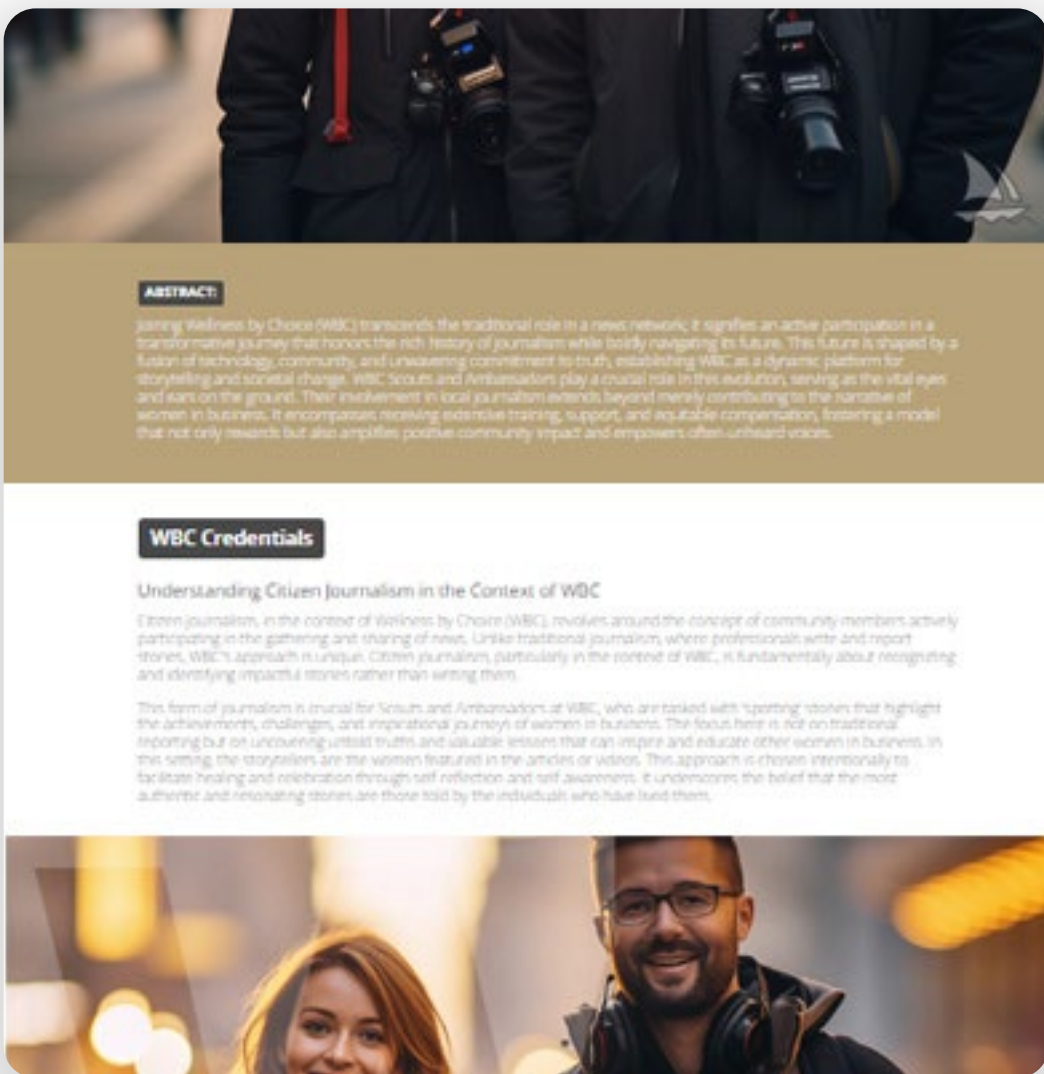 ABSTRACT:
Joining Wellness by Choice (WBC) transcends the traditional role in a news network; it signifies an active participation in a
transformative journey that honors the rich history of journalism while boldly navigating its future. This future is shaped by a
fusion of technology, community, and unwavering commitment to truth, establishing WBC as a dynamic platform for
storytelling and societal change. WBC Scouts and Ambassadors play a crucial role in this evolution, serving as the vital eyes
and ears on the ground. Their involvement in local journalism extends beyond merely contributing to the narrative of
women in business. It encompasses receiving extensive training, support, and equitable compensation, fostering a model
that not only rewards but also amplifies positive community impact and empowers often unheard voices.
WBC Credentials
Understanding Citizen Journalism in the Context of WBC
Citizen journalism, in the context of Wellness by Choice (WBC), revolves around the concept of community members actively
participating in the gathering and sharing of news. Unlike traditional journalism, where professionals write and report
stories, WBC's approach is unique. Citizen journalism, particularly in the context of WBC, is fundamentally about recognizing
and identifying impactful stories rather than writing them.
This form of journalism is crucial for Scouts and Ambassadors at WBC, who are tasked with 'spotting' stories that highlight
the achievements, challenges, and inspirational journeys of women in business. The focus here is not on traditional
reporting but on uncovering untold truths and valuable lessons that can inspire and educate other women in business. In
this setting, the storytellers are the women featured in the articles or videos. This approach is chosen intentionally to
facilitate healing and celebration through self reflection and self awareness. It underscores the belief that the most
authentic and resonating stories are those told by the individuals who have lived them.